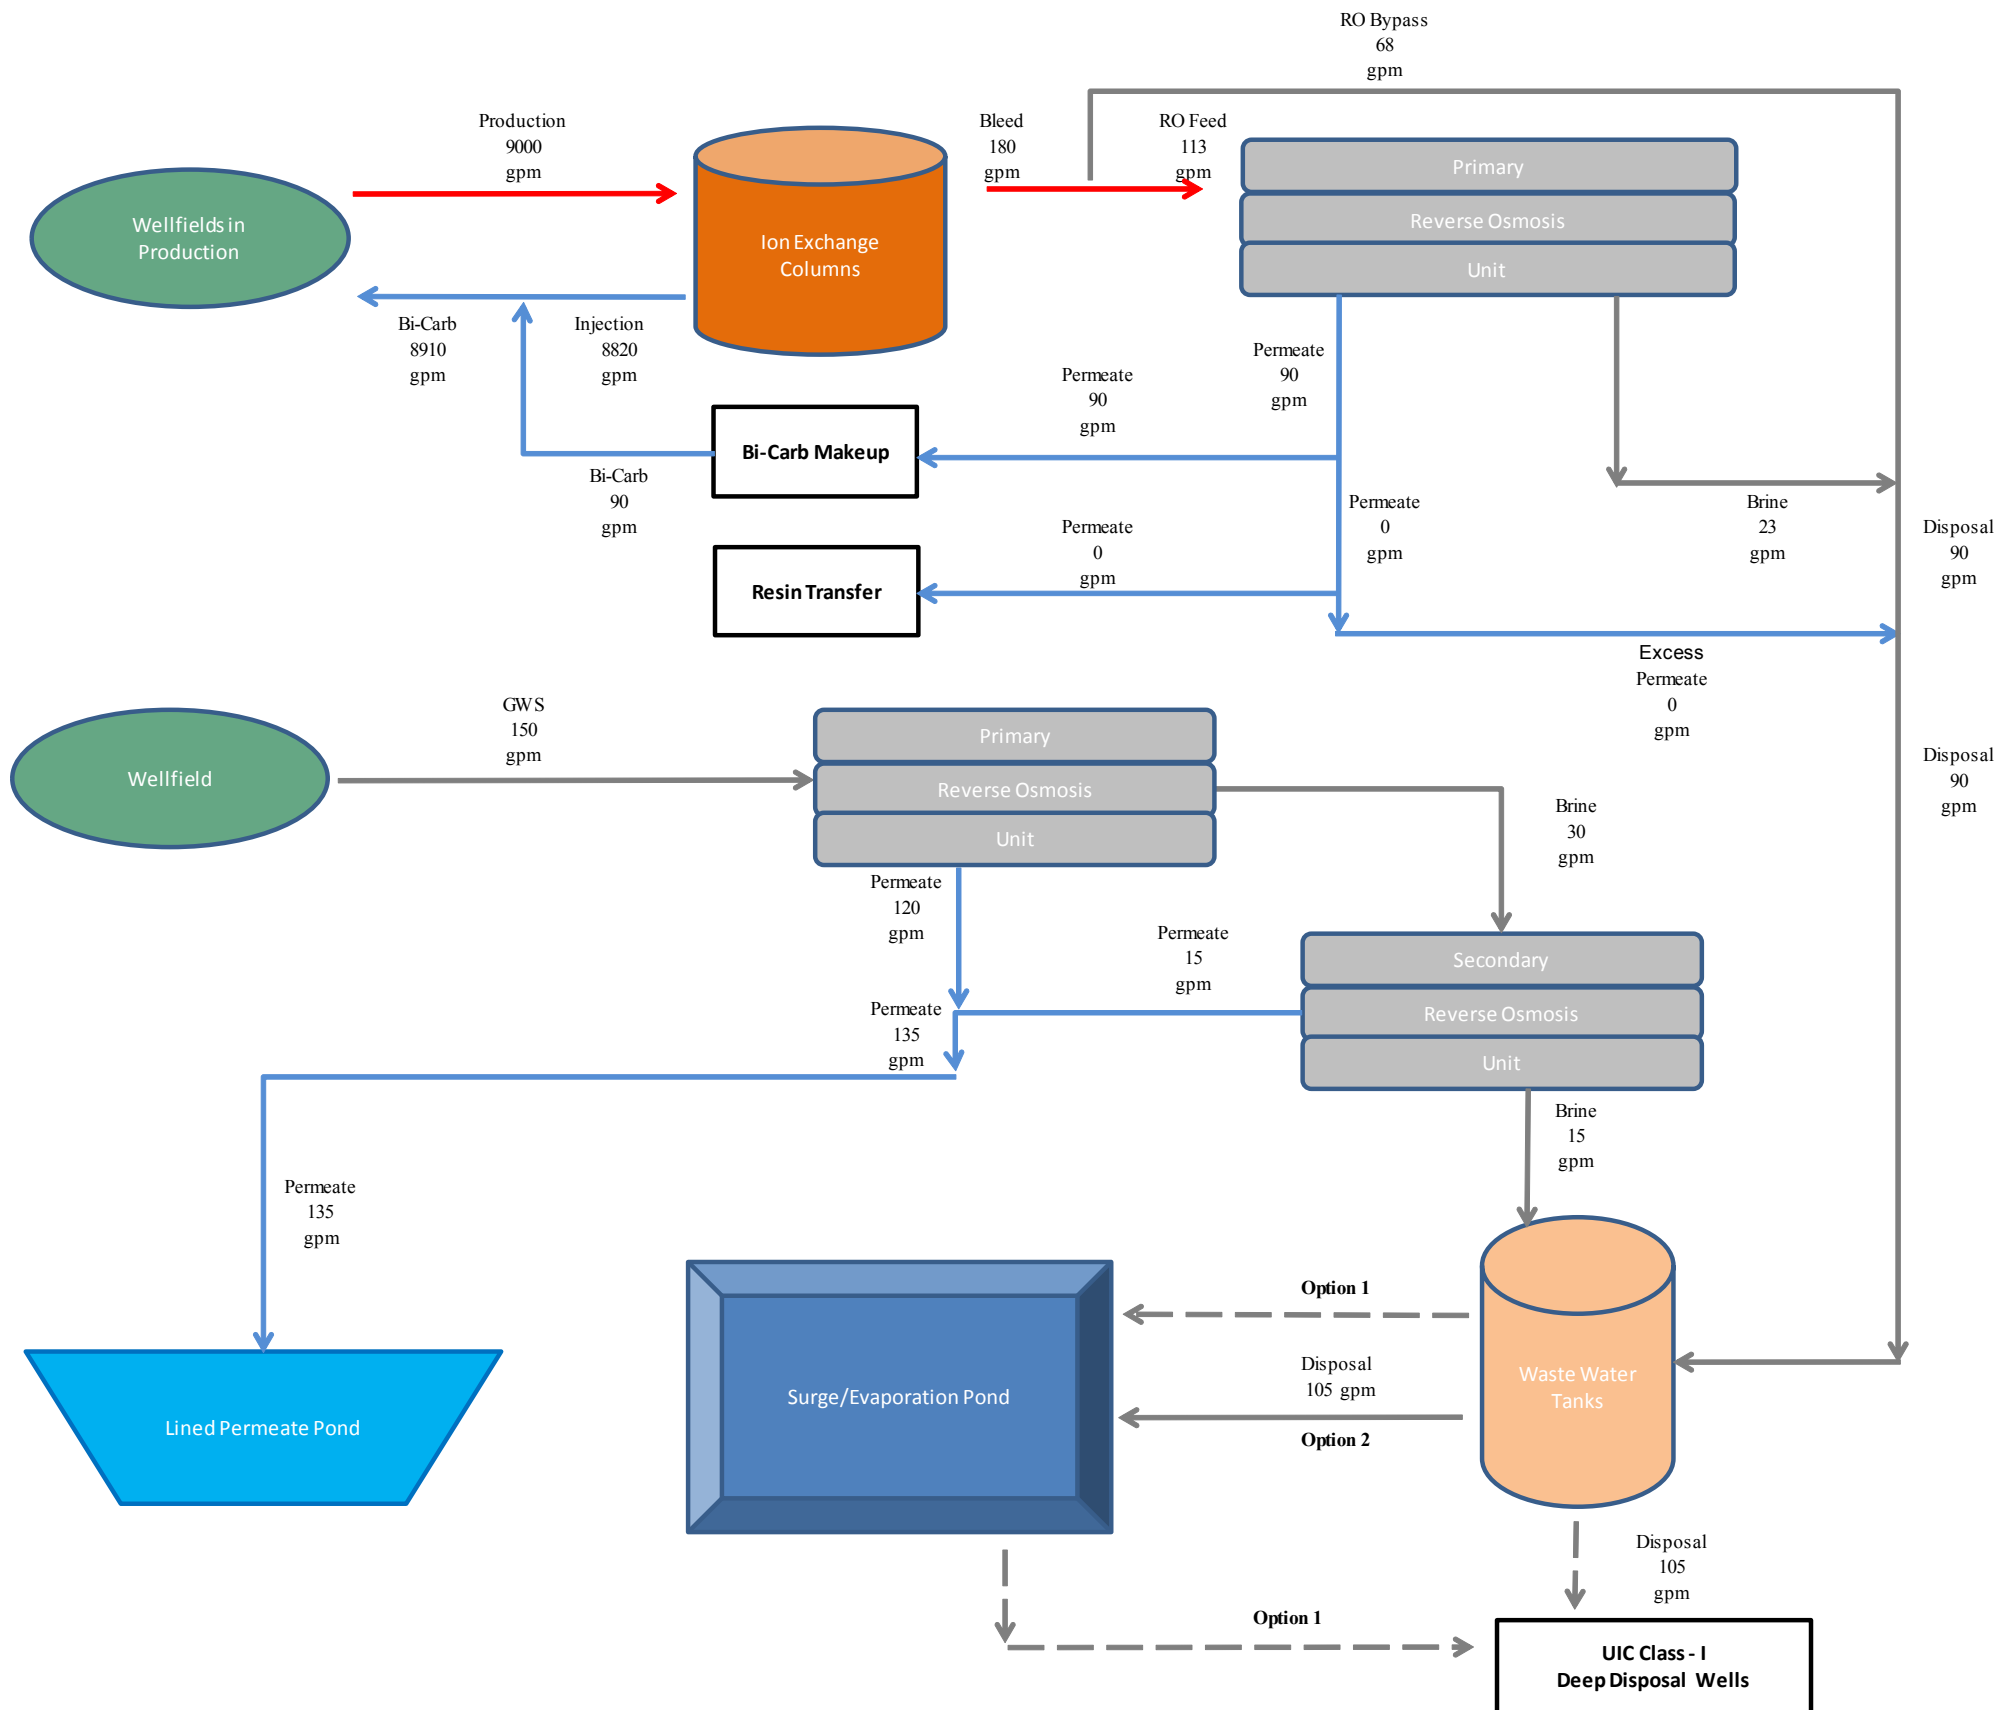 RO Bypass
68
gpm
Production
9000
gpm
Bleed
180
gpm
RO Feed
113
gpm
Primary
Reverse Osmosis
Unit
Wellfields in
Production
Ion Exchange
Columns
Bi-Carb
8910
gpm
Injection
8820
gpm
Permeate
90
gpm
Permeate
90
gpm
Bi-Carb Makeup
Bi-Carb
90
gpm
Permeate
0
gpm
Brine
23
gpm
Disposal
90
gpm
Permeate
0
gpm
Resin Transfer
Excess
Permeate
0
gpm
GWS
150
gpm
Wellfield
Primary
Reverse Osmosis
Unit
Disposal
90
gpm
Brine
30
gpm
Permeate
120
gpm
Permeate
15
gpm
Secondary
Reverse Osmosis
Unit
Permeate
135
gpm
Brine
15
gpm
Permeate
135
gpm
Option 1
Disposal
105 gpm
Option 2
Waste Water
Tanks
Surge/Evaporation Pond
Lined Permeate Pond
Disposal
105
gpm
Option 1
UIC Class - I
Deep Disposal Wells